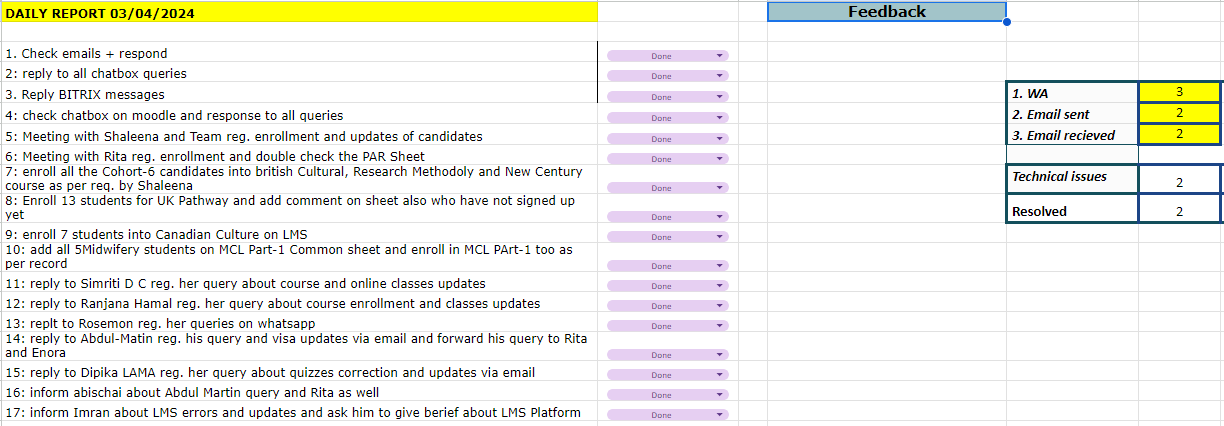 DAILY REPORT 03/04/2024
Feedback
1. Check emails + respond Done
2: reply to all chatbox queries Done
3. Reply BITRIX messages Done
1. WA 3
4: check chatbox on moodle and response to all queries Done
2. Email sent 2
5: Meeting with Shaleena and Team reg. enrollment and updates of candidates Done
3. Email recieved 2
6: Meeting with Rita reg. enrollment and double check the PAR Sheet Done
7: enroll all the Cohort-6 candidates into british Cultural, Research Methodoly and New Century
course as per req. by Shaleena Done
Technical issues 2
8: Enroll 13 students for UK Pathway and add comment on sheet also who have not signed up
yet Done
Resolved 2
9: enroll 7 students into Canadian Culture on LMS Done
10: add all 5Midwifery students on MCL Part-1 Common sheet and enroll in MCL PArt-1 too as
per record Done
11: reply to Simriti D C reg. her query about course and online classes updates Done
12: reply to Ranjana Hamal reg. her query about course enrollment and classes updates Done
13: replt to Rosemon reg. her queries on whatsapp Done
14: reply to Abdul-Matin reg. his query and visa updates via email and forward his query to Rita
and Enora Done
15: reply to Dipika LAMA reg. her query about quizzes correction and updates via email Done
16: inform abischai about Abdul Martin query and Rita as well Done
17: inform Imran about LMS errors and updates and ask him to give berief about LMS Platform Done